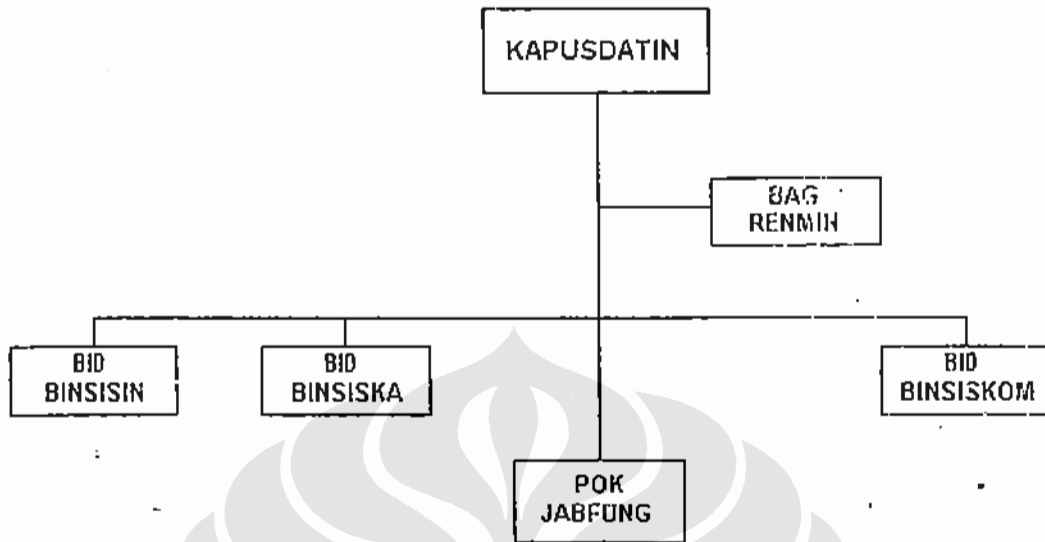 KAPUSDATIN
BAG
RENMIN
BID
BINSISIN
BID
BINSISKA
BID
BINSISKOM
POK
JABFUNG